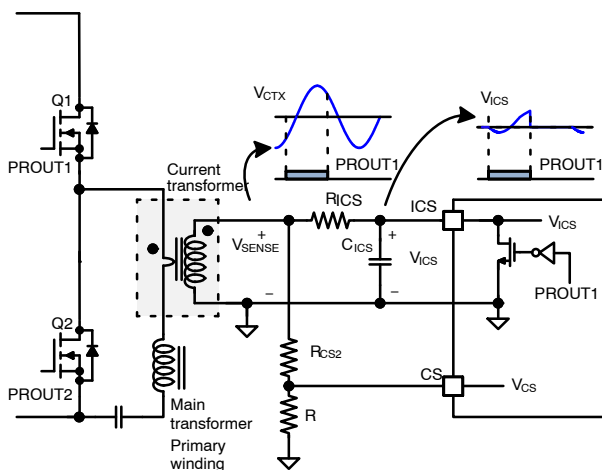 Q1
PROUT1
Current
transformer
VCTX
PROUT1
VICS
PROUT1
RICS
ICS
VICS
+
VSENSE
−
CICS
+
VICS
−
PROUT1
Q2
PROUT2
RCS2
CS
VCS
R
Main
transformer
Primary
winding